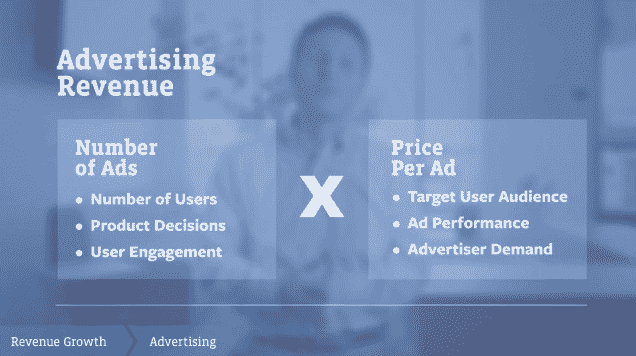 Advertising
Revenue
Number
of Ads
• Number of Users
• Product Decisions
• User Engagement
X
Price
Per Ad
• Target User Audience
• Ad Performance
• Advertiser Demand
Revenue Growth
Advertising